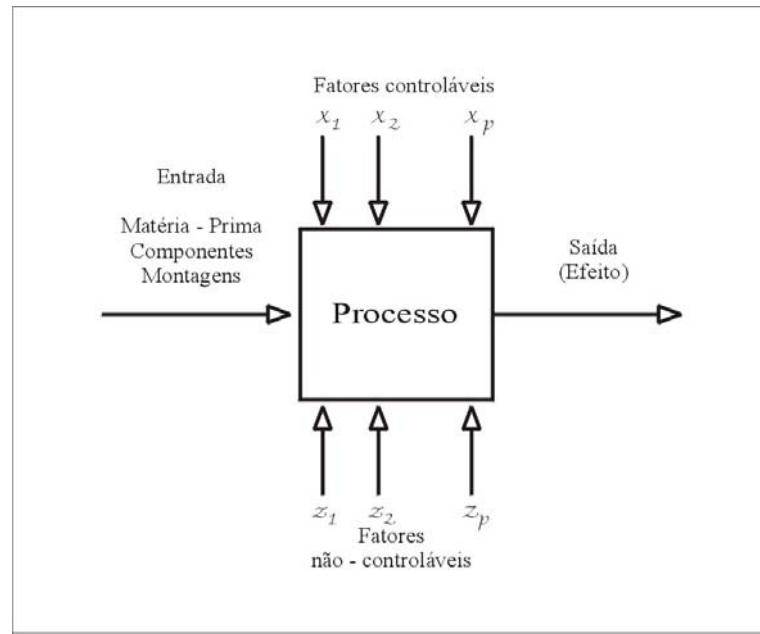 Fatores controláveis
x1 x2 xp
Entrada
Matéria - Prima
Componentes
Montagens
Processo
Saída
(Efeito)
z1 z2 zp
Fatores
não - controláveis